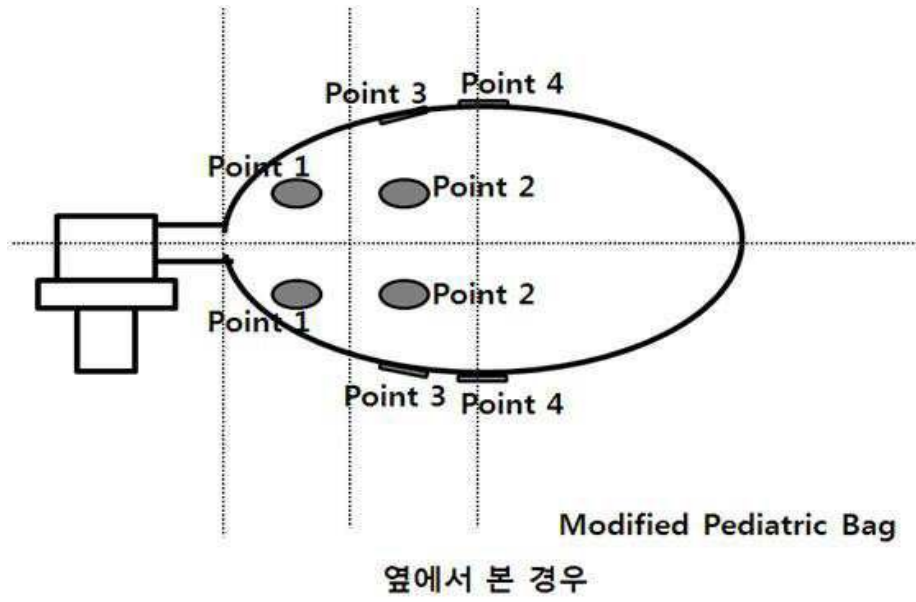 Point 4
Point 3
Point 1
Point 2
Point 2
Point 1
Point 3
Point 4
Modified Pediatric Bag
옆에서 본 경우